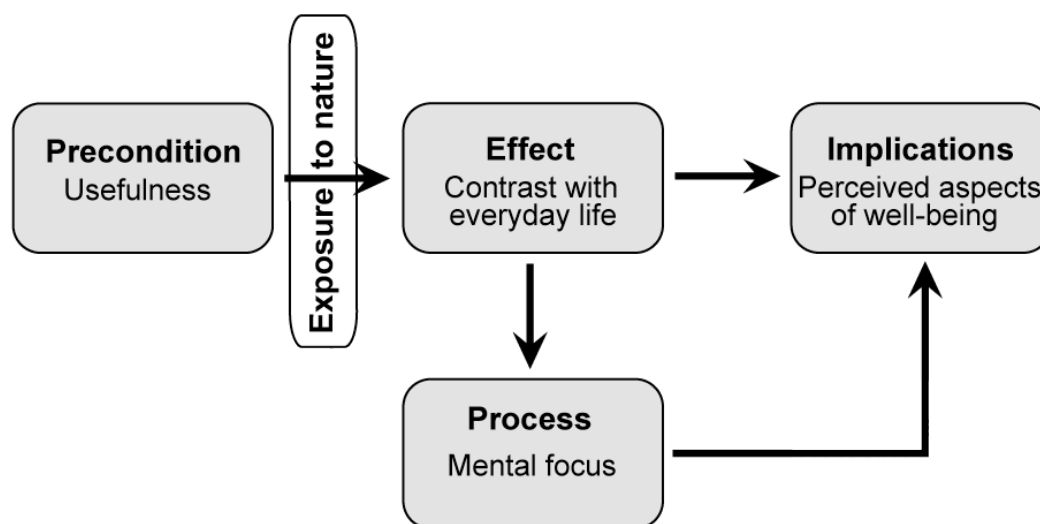 Precondition
Usefulness
Exposure to nature
Effect
Contrast with
everyday life
Implications
Perceived aspects
of well-being
Process
Mental focus